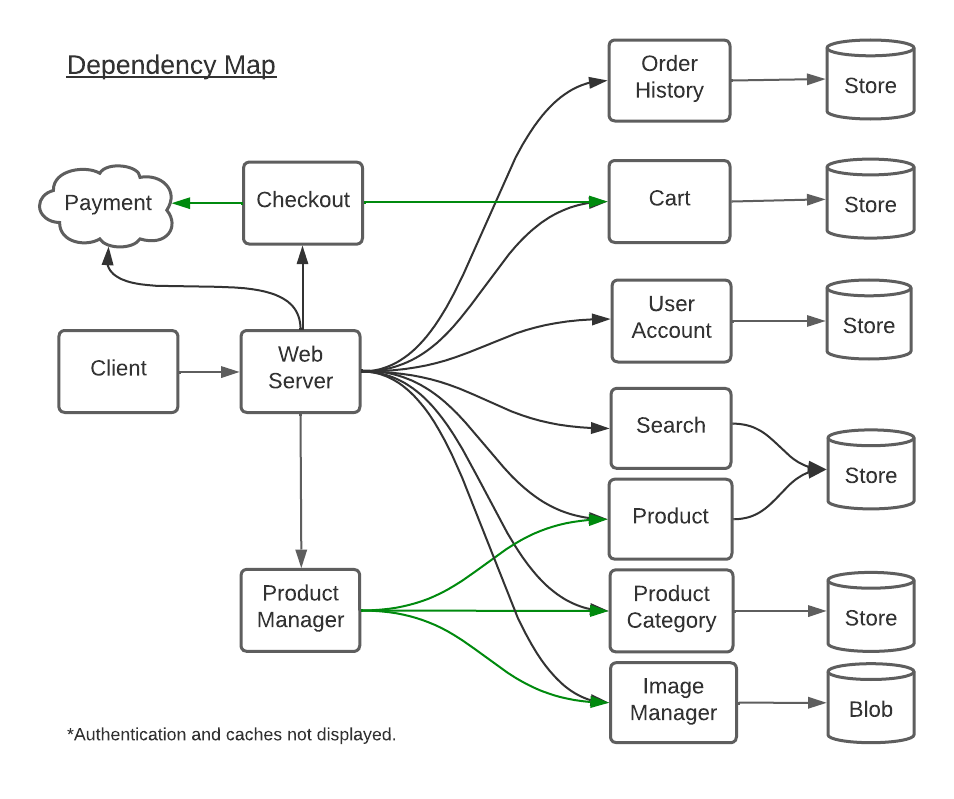 Dependency Map
Order
History
Store
Payment
Checkout
Cart
Store
User
Account
Store
Client
Web
Server
Search
Product
Store
Product
Manager
Product
Category
Store
Image
Manager
Blob
*Authentication and caches not displayed.